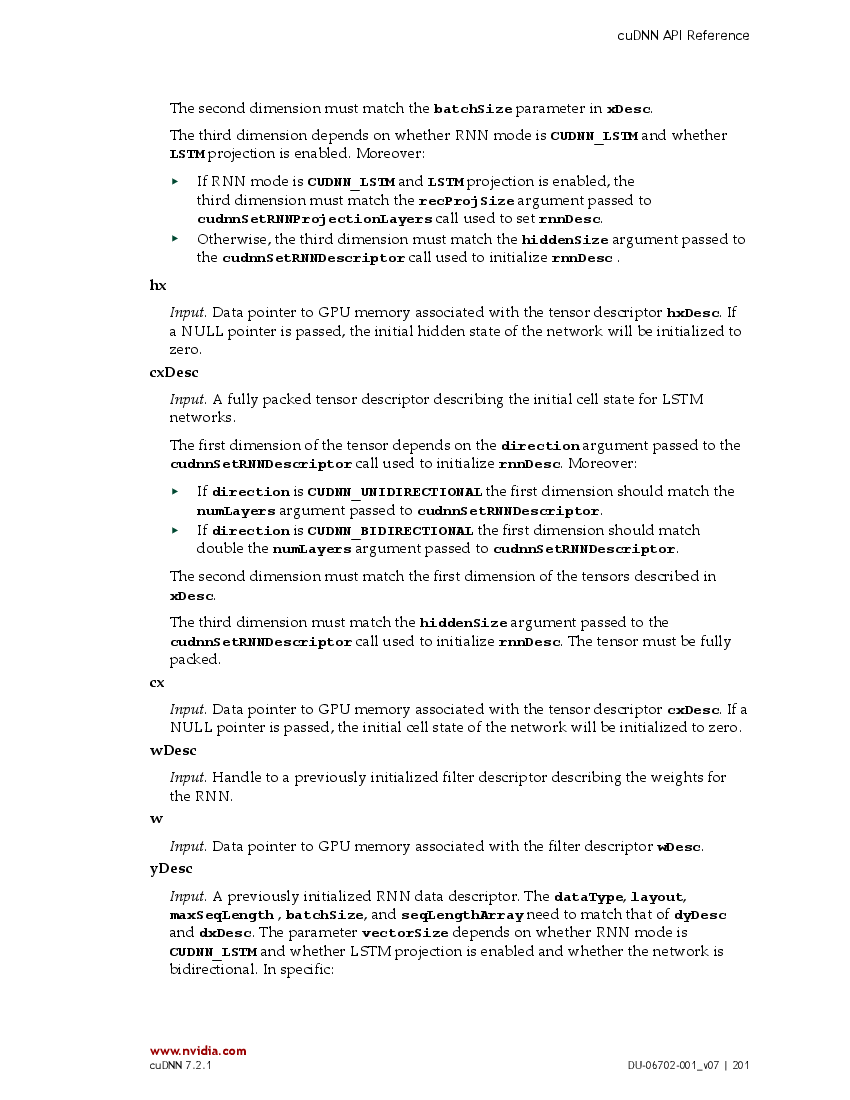 cuDNN API Reference
The second dimension must match the batchSize parameter in xDesc.
The third dimension depends on whether RNN mode is CUDNN_LSTM and whether
LSTM projection is enabled. Moreover:
► If RNN mode is CUDNN_LSTM and LSTM projection is enabled, the
third dimension must match the recProjSize argument passed to
cudnnSetRNNProjectionLayers call used to set rnnDesc.
► Otherwise, the third dimension must match the hiddenSize argument passed to
the cudnnSetRNNDescriptor call used to initialize rnnDesc .
hx
Input. Data pointer to GPU memory associated with the tensor descriptor hxDesc. If
a NULL pointer is passed, the initial hidden state of the network will be initialized to
zero.
cxDesc
Input. A fully packed tensor descriptor describing the initial cell state for LSTM
networks.
The first dimension of the tensor depends on the direction argument passed to the
cudnnSetRNNDescriptor call used to initialize rnnDesc. Moreover:
► If direction is CUDNN_UNIDIRECTIONAL the first dimension should match the
numLayers argument passed to cudnnSetRNNDescriptor.
► If direction is CUDNN_BIDIRECTIONAL the first dimension should match
double the numLayers argument passed to cudnnSetRNNDescriptor.
The second dimension must match the first dimension of the tensors described in
xDesc.
The third dimension must match the hiddenSize argument passed to the
cudnnSetRNNDescriptor call used to initialize rnnDesc. The tensor must be fully
packed.
cx
Input. Data pointer to GPU memory associated with the tensor descriptor cxDesc. If a
NULL pointer is passed, the initial cell state of the network will be initialized to zero.
wDesc
Input. Handle to a previously initialized filter descriptor describing the weights for
the RNN.
w
Input. Data pointer to GPU memory associated with the filter descriptor wDesc.
yDesc
Input. A previously initialized RNN data descriptor. The dataType, layout,
maxSeqLength , batchSize, and seqLengthArray need to match that of dyDesc
and dxDesc. The parameter vectorSize depends on whether RNN mode is
CUDNN_LSTM and whether LSTM projection is enabled and whether the network is
bidirectional. In specific:
www.nvidia.com
cuDNN 7.2.1
DU-06702-001_v07 | 201